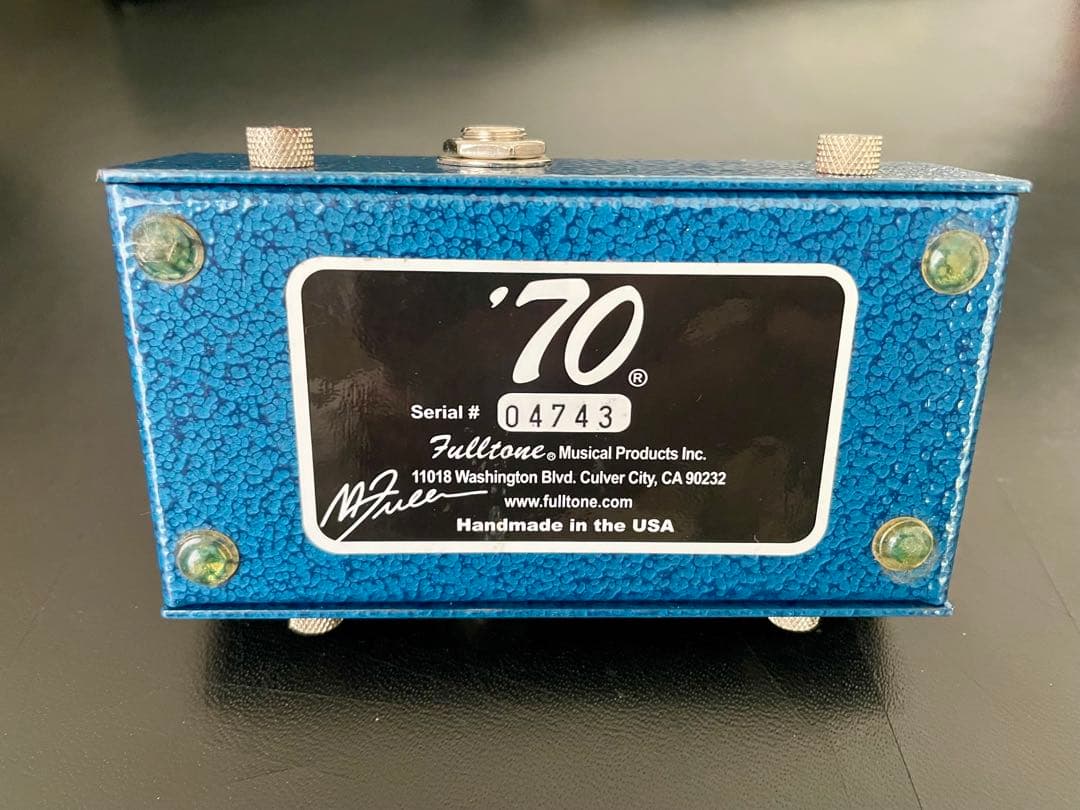 '70®
Serial # 04743
Fulltone® Musical Products Inc.
11018 Washington Blvd. Culver City, CA 90232
www.fulltone.com
Handmade in the USA